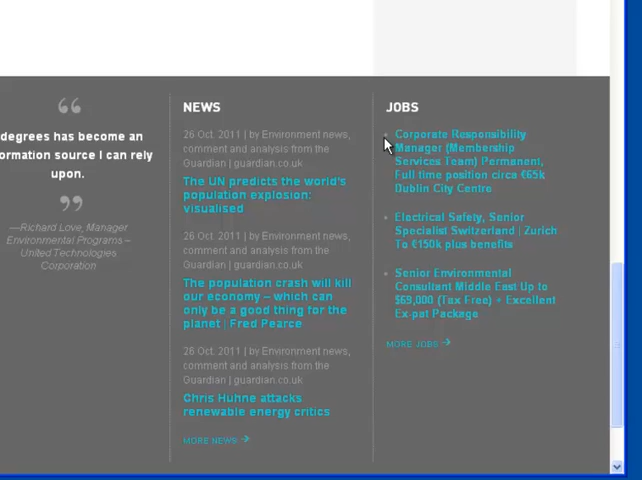 degrees has become an
ormation source I can rely
upon.
—Richard Love, Manager
Environmental Programs –
United Technologies
Corporation
NEWS
26 Oct. 2011 | by Environment news,
comment and analysis from the
Guardian | guardian.co.uk
The UN predicts the world's
population explosion:
visualised
26 Oct. 2011 | by Environment news,
comment and analysis from the
Guardian | guardian.co.uk
The population crash will kill
our economy – which can
only be a good thing for the
planet | Fred Pearce
26 Oct. 2011 | by Environment news,
comment and analysis from the
Guardian | guardian.co.uk
Chris Huhne attacks
renewable energy critics
MORE NEWS →
JOBS
Corporate Responsibility
Manager (Membership
Services Team) Permanent,
Full time position circa €65k
Dublin City Centre
Electrical Safety, Senior
Specialist Switzerland | Zurich
To €150k plus benefits
Senior Environmental
Consultant Middle East Up to
$69,000 (Tax Free) + Excellent
Ex-pat Package
MORE JOBS →